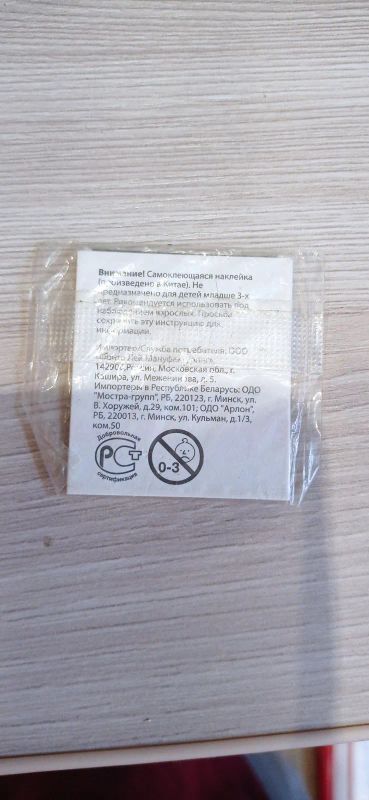 Внимание! Самоклеющаяся наклейка
(произведено в Китае). Не
предназначено для детей младше 3-х
лет. Рекомендуется использовать под
наблюдением взрослых. Просьба
сохранить эту инструкцию для
информации.
Импортер/Служба потребителя: ООО
Лей
Россия, Московская обл., г.
Кашира, ул. Меженинова, д. 5.
Импортеры в Республике Беларусь: ОДО
"Мостра-групп", РБ, 220123, г. Минск, ул.
В. Хоружей, д.29, ком.101; ОДО "Арлон",
РБ, 220013, г. Минск, ул. Кульман, д.1/3,
ком.50
Добровольная
РСТ
сертификация
0-3